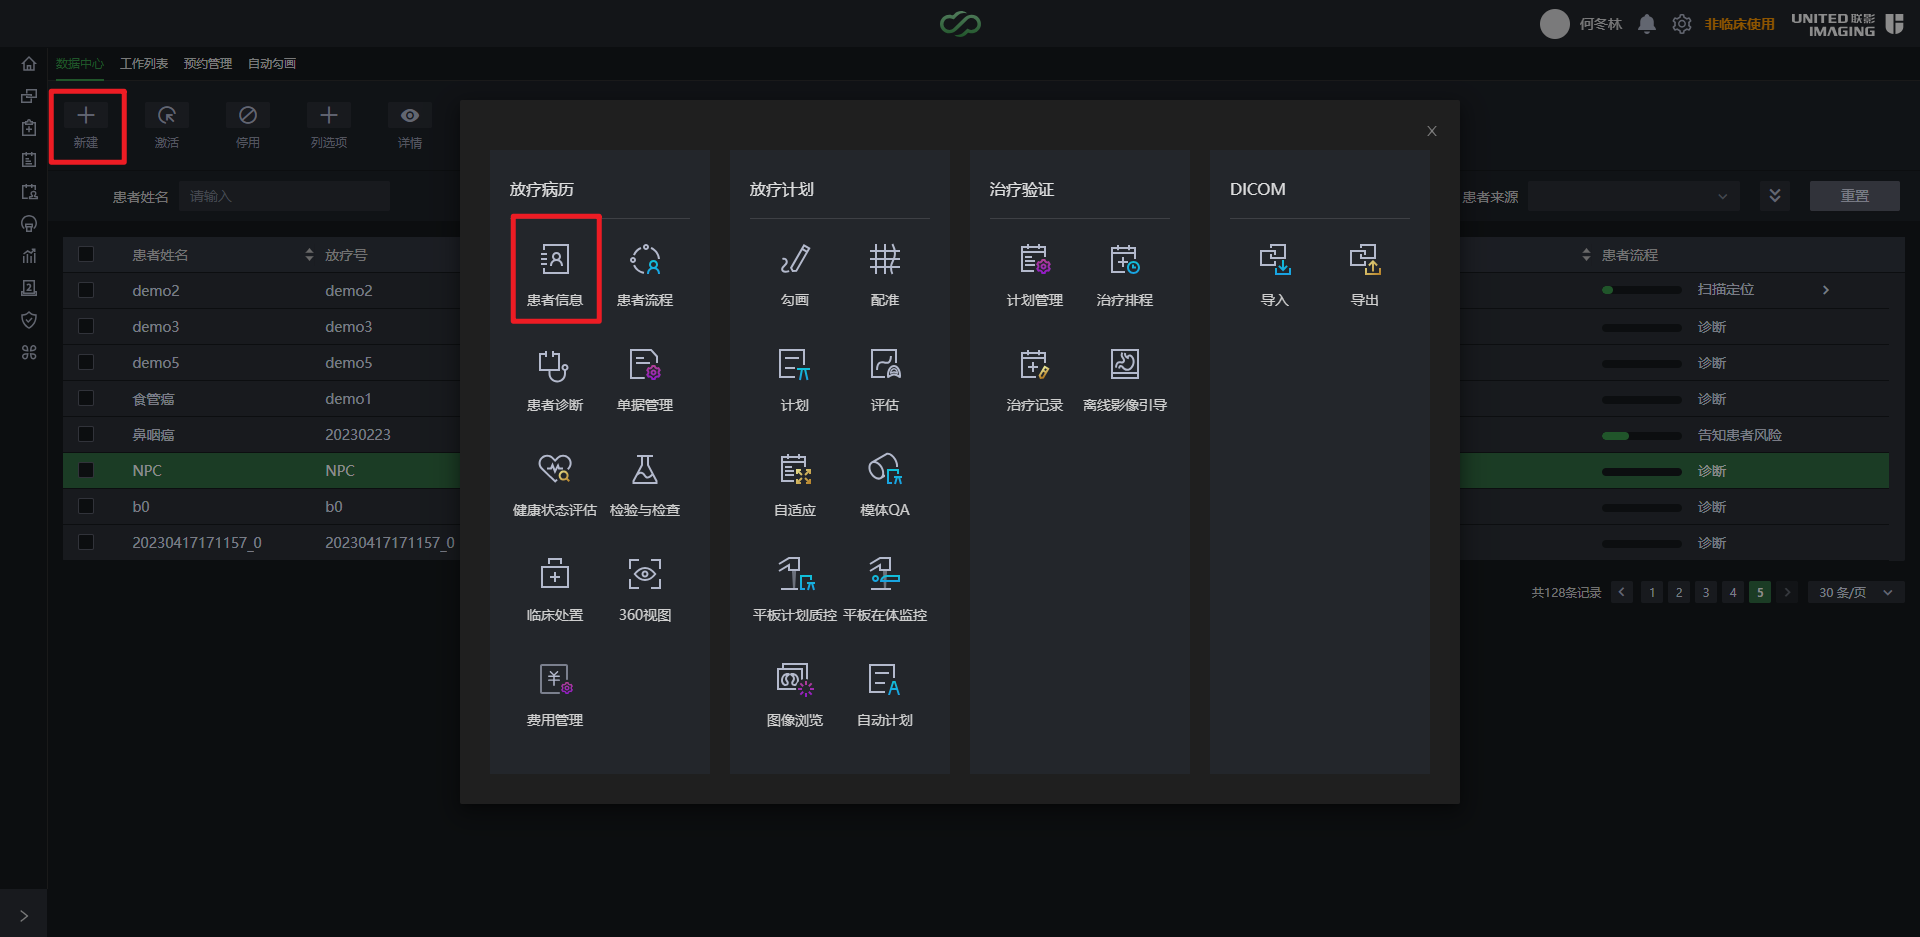 何冬林
非临床使用
UNITED 联影
IMAGING
数据中心 工作列表 预约管理 自动勾画
新建 激活 停用 列选项 详情
患者姓名 请输入
患者来源 重置
患者姓名 放疗号 患者流程
demo2 demo2 扫描定位
demo3 demo3 诊断
demo5 demo5 诊断
食管癌 demo1 诊断
鼻咽癌 20230223 告知患者风险
NPC NPC 诊断
b0 b0 诊断
20230417171157_0 20230417171157_0 诊断
共128条记录 1 2 3 4 5 30 条/页
X
放疗病历
患者信息 患者流程
患者诊断 单据管理
健康状态评估 检验与检查
临床处置 360视图
费用管理
放疗计划
勾画 配准
计划 评估
自适应 模体QA
平板计划质控 平板在体监控
图像浏览 自动计划
治疗验证
计划管理 治疗排程
治疗记录 离线影像引导
DICOM
导入 导出